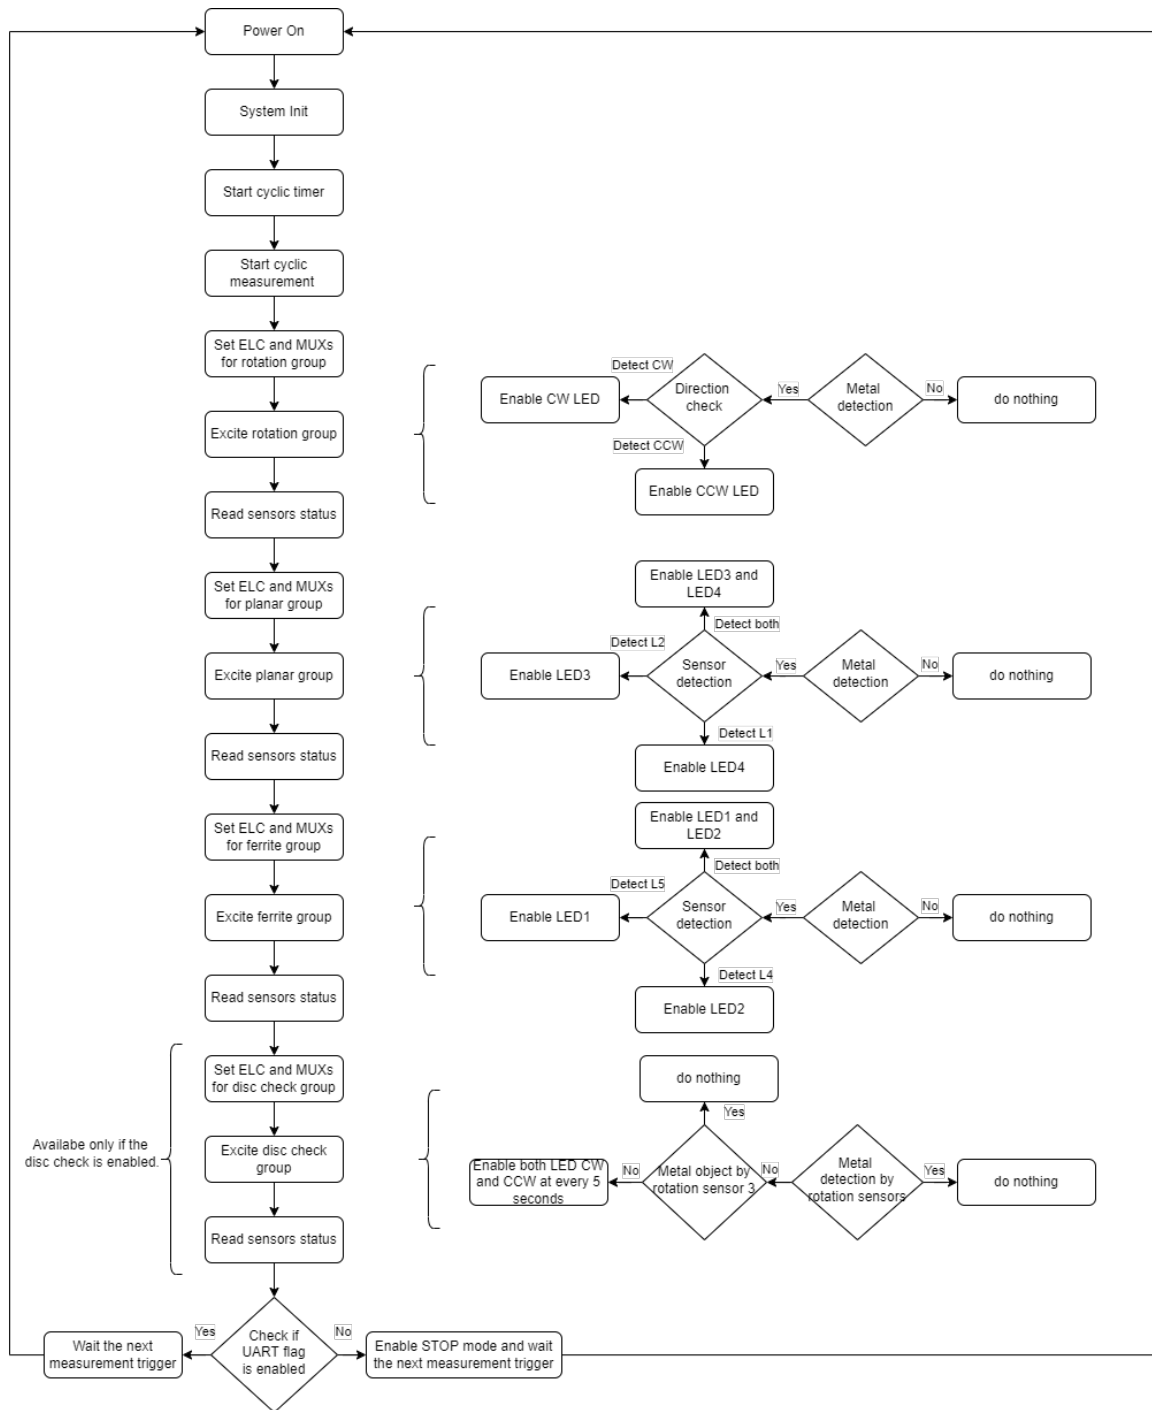 Power On
System Init
Start cyclic timer
Start cyclic
measurement
Set ELC and MUXs
for rotation group
Excite rotation group
Read sensors status
Detect CW
Enable CW LED
Direction
check
Yes
Metal
detection
No
do nothing
Detect CCW
Enable CCW LED
Set ELC and MUXs
for planar group
Excite planar group
Read sensors status
Enable LED3 and
LED4
Detect both
Detect L2
Enable LED3
Sensor
detection
Yes
Metal
detection
No
do nothing
Detect L1
Enable LED4
Set ELC and MUXs
for ferrite group
Excite ferrite group
Read sensors status
Enable LED1 and
LED2
Detect both
Detect L5
Enable LED1
Sensor
detection
Yes
Metal
detection
No
do nothing
Detect L4
Enable LED2
Availabe only if the
disc check is enabled.
Set ELC and MUXs
for disc check group
Excite disc check
group
Read sensors status
do nothing
Yes
Enable both LED CW
and CCW at every 5
seconds
No
Metal object by
rotation sensor 3
No
Metal
detection by
rotation sensors
Yes
do nothing
Wait the next
measurement trigger
Yes
Check if
UART flag
is enabled
No
Enable STOP mode and wait
the next measurement trigger